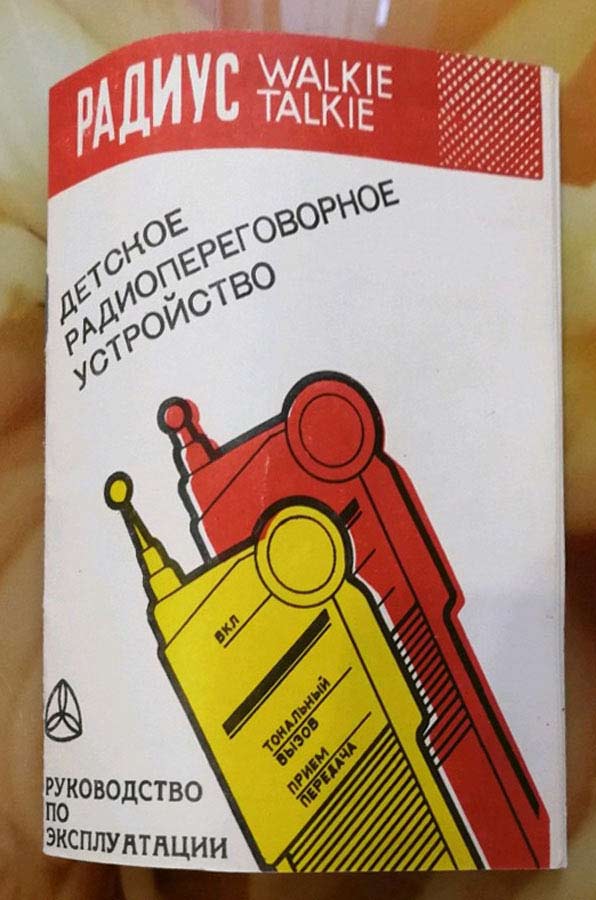 РАДИУС WALKIE
TALKIE
ДЕТСКОЕ
РАДИОПЕРЕГОВОРНОЕ
УСТРОЙСТВО
ВКЛ
ТОНАЛЬНЫЙ
ВЫЗОВ
ПРИЕМ
ПЕРЕДАЧА
РУКОВОДСТВО
ПО
ЭКСПЛУАТАЦИИ